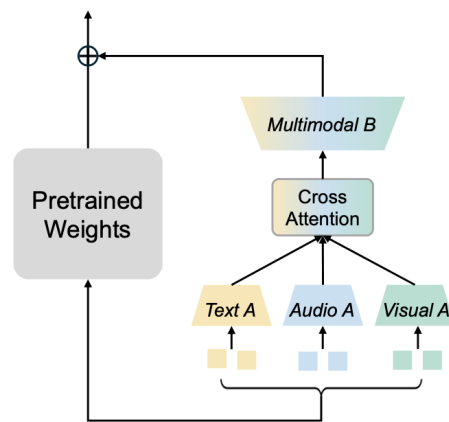 Multimodal B
Pretrained
Weights
Cross
Attention
Text A
Audio A
Visual A